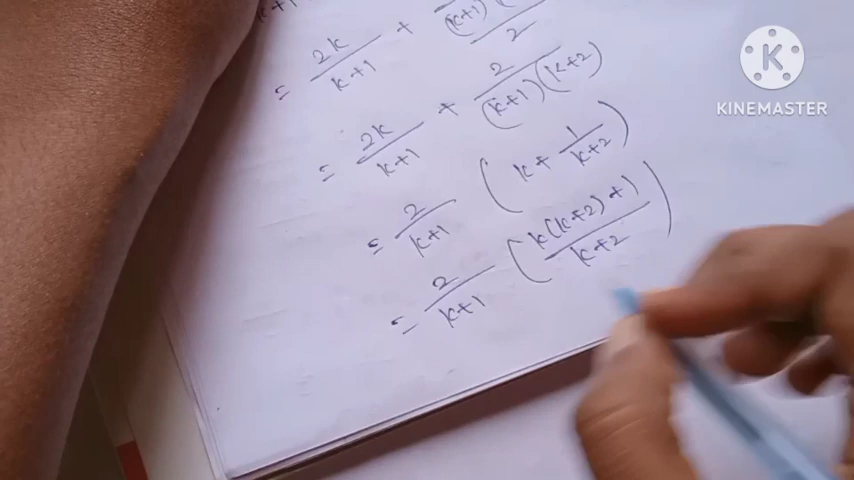 = 2k/k+1 + /(k+1)( /2
= 2k/k+1 + 2/(k+1)(k+2)
= 2/k+1 (k+ 1/k+2)
= 2/k+1 (k(k+2)+1/k+2)
K
KINEMASTER